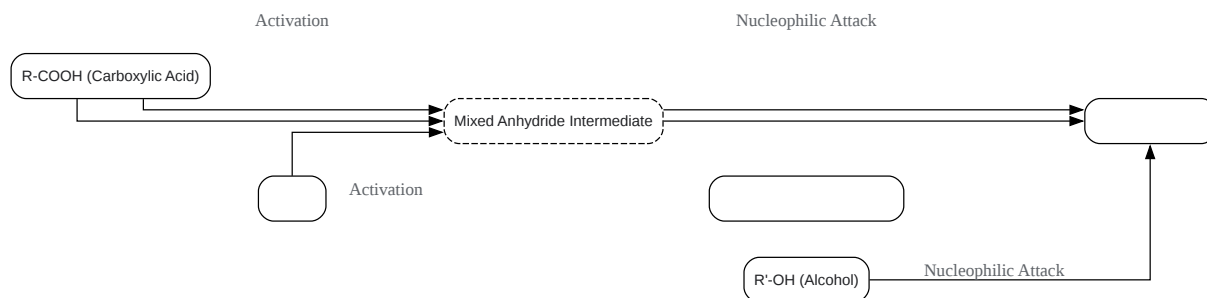 Activation
Nucleophilic Attack
R-COOH (Carboxylic Acid)
Mixed Anhydride Intermediate
Activation
R'-OH (Alcohol)
Nucleophilic Attack